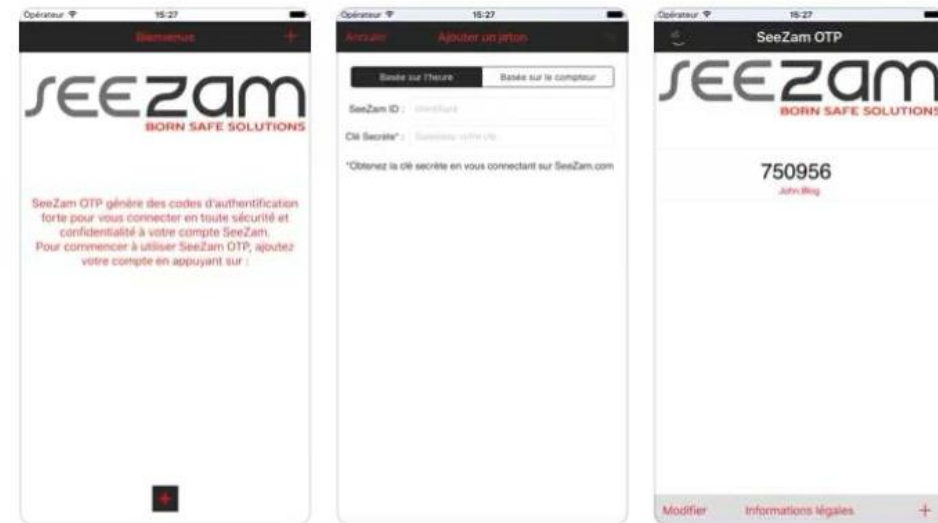 Opérateur 15:27
Bienvenue +
SEEZAM
BORN SAFE SOLUTIONS
SeeZam OTP génère des codes d'authentification
forte pour vous connecter en toute sécurité et
confidentialité à votre compte SeeZam.
Pour commencer à utiliser SeeZam OTP, ajoutez
votre compte en appuyant sur :
+
Opérateur 15:27
Annuler Ajouter un jeton
Basée sur l'heure Basée sur le compteur
SeeZam ID : Identifiant
Clé Secrète* : votre clé
*Obtenez la clé secrète en vous connectant sur SeeZam.com
Opérateur 15:27
SeeZam OTP
SEEZAM
BORN SAFE SOLUTIONS
750956
John Blog
Modifier Informations légales +